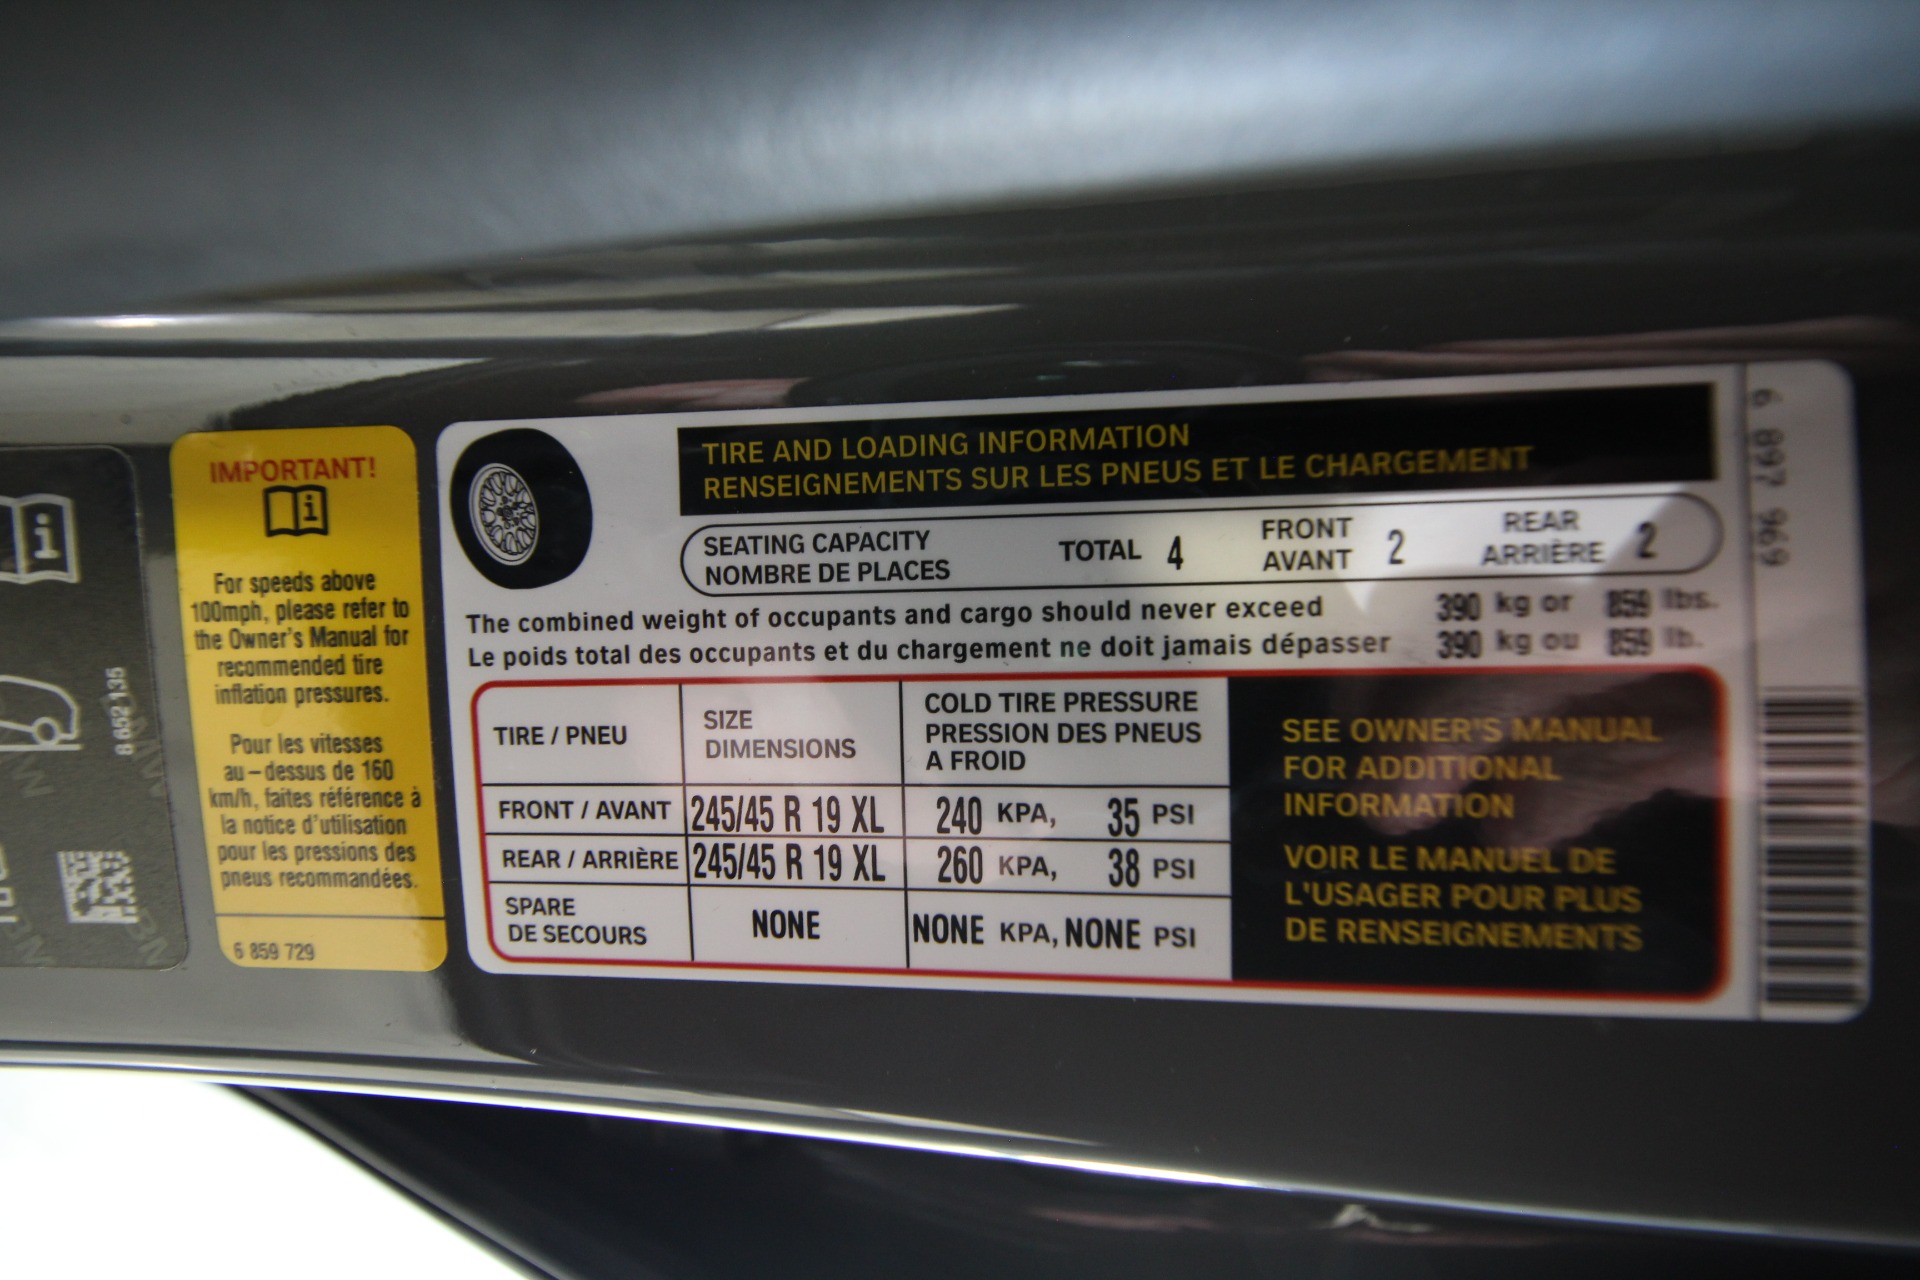 8 652 135
IMPORTANT!
For speeds above
100mph, please refer to
the Owner's Manual for
recommended tire
inflation pressures.
Pour les vitesses
au-dessus de 160
km/h, faites référence à
la notice d'utilisation
pour les pressions des
pneus recommandées.
6 859 729
TIRE AND LOADING INFORMATION
RENSEIGNEMENTS SUR LES PNEUS ET LE CHARGEMENT
SEATING CAPACITY
NOMBRE DE PLACES
TOTAL 4
FRONT
AVANT 2
REAR
ARRIÈRE 2
The combined weight of occupants and cargo should never exceed 390 kg or 859 lbs.
Le poids total des occupants et du chargement ne doit jamais dépasser 390 kg ou 859 lb.
TIRE / PNEU
SIZE
DIMENSIONS
COLD TIRE PRESSURE
PRESSION DES PNEUS
A FROID
FRONT / AVANT 245/45 R 19 XL 240 KPA, 35 PSI
REAR / ARRIÈRE 245/45 R 19 XL 260 KPA, 38 PSI
SPARE
DE SECOURS NONE NONE KPA, NONE PSI
SEE OWNER'S MANUAL
FOR ADDITIONAL
INFORMATION
VOIR LE MANUEL DE
L'USAGER POUR PLUS
DE RENSEIGNEMENTS
6 897 969